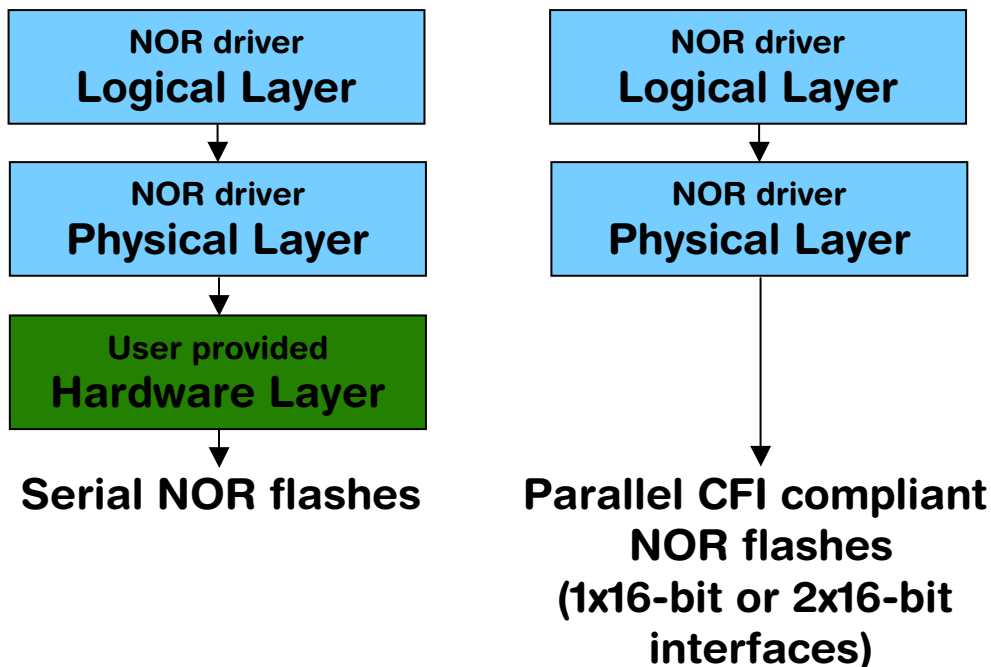 NOR driver
Logical Layer
NOR driver
Physical Layer
User provided
Hardware Layer
Serial NOR flashes
NOR driver
Logical Layer
NOR driver
Physical Layer
Parallel CFI compliant
NOR flashes
(1x16-bit or 2x16-bit
interfaces)